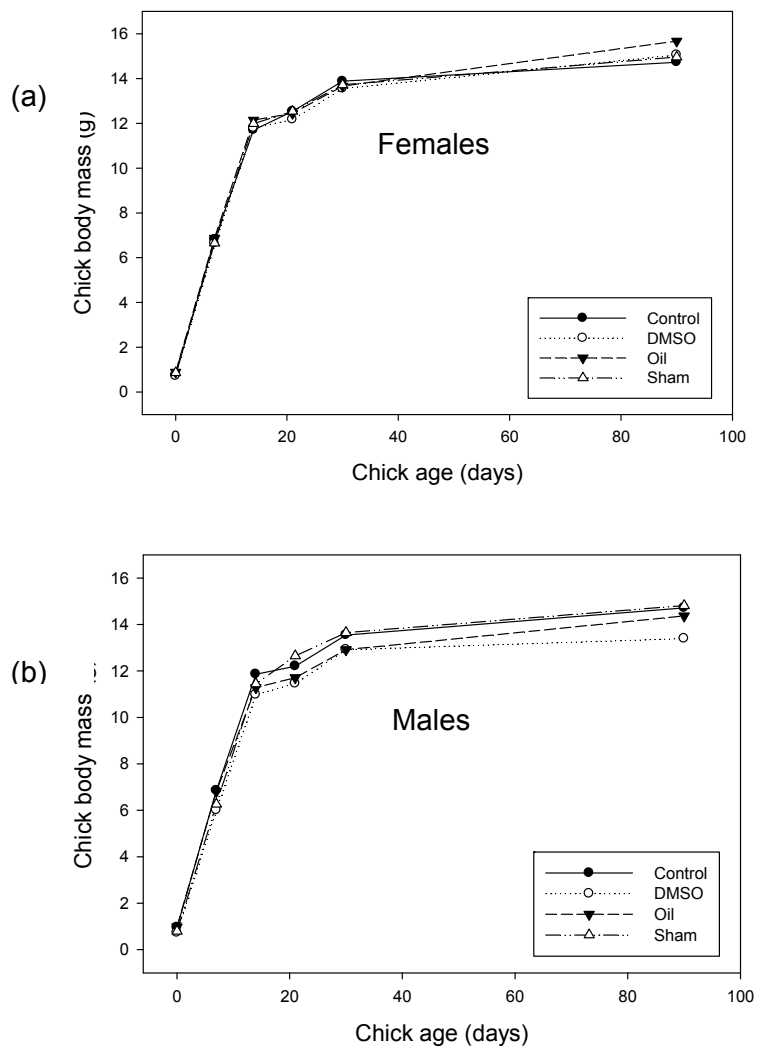 (a)
Chick body mass (g)
16
14
12
10
8
6
4
2
0
Females
Control
DMSO
Oil
Sham
0 20 40 60 80 100
Chick age (days)
(b)
Chick body mass
16
14
12
10
8
6
4
2
0
Males
Control
DMSO
Oil
Sham
0 20 40 60 80 100
Chick age (days)